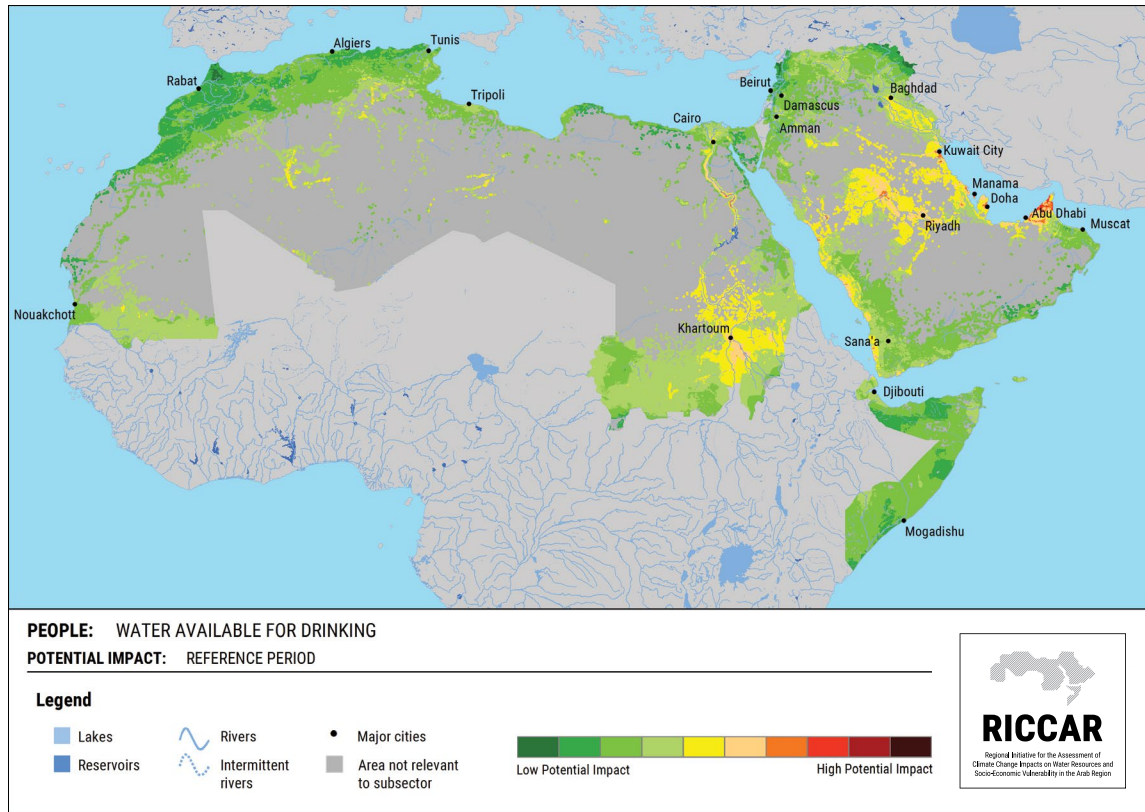 Algiers
Tunis
Rabat
Tripoli
Beirut
Baghdad
Damascus
Cairo
Amman
Kuwait City
Manama
Doha
Abu Dhabi
Riyadh
Muscat
Nouakchott
Khartoum
Sana'a
Djibouti
Mogadishu
PEOPLE: WATER AVAILABLE FOR DRINKING
POTENTIAL IMPACT: REFERENCE PERIOD
Legend
Lakes
Rivers
Major cities
Reservoirs
Intermittent
rivers
Area not relevant
to subsector
Low Potential Impact
High Potential Impact
RICCAR
Regional Initiative for the Assessment of
Climate Change Impacts on Water Resources and
Socio-Economic Vulnerability in the Arab Region